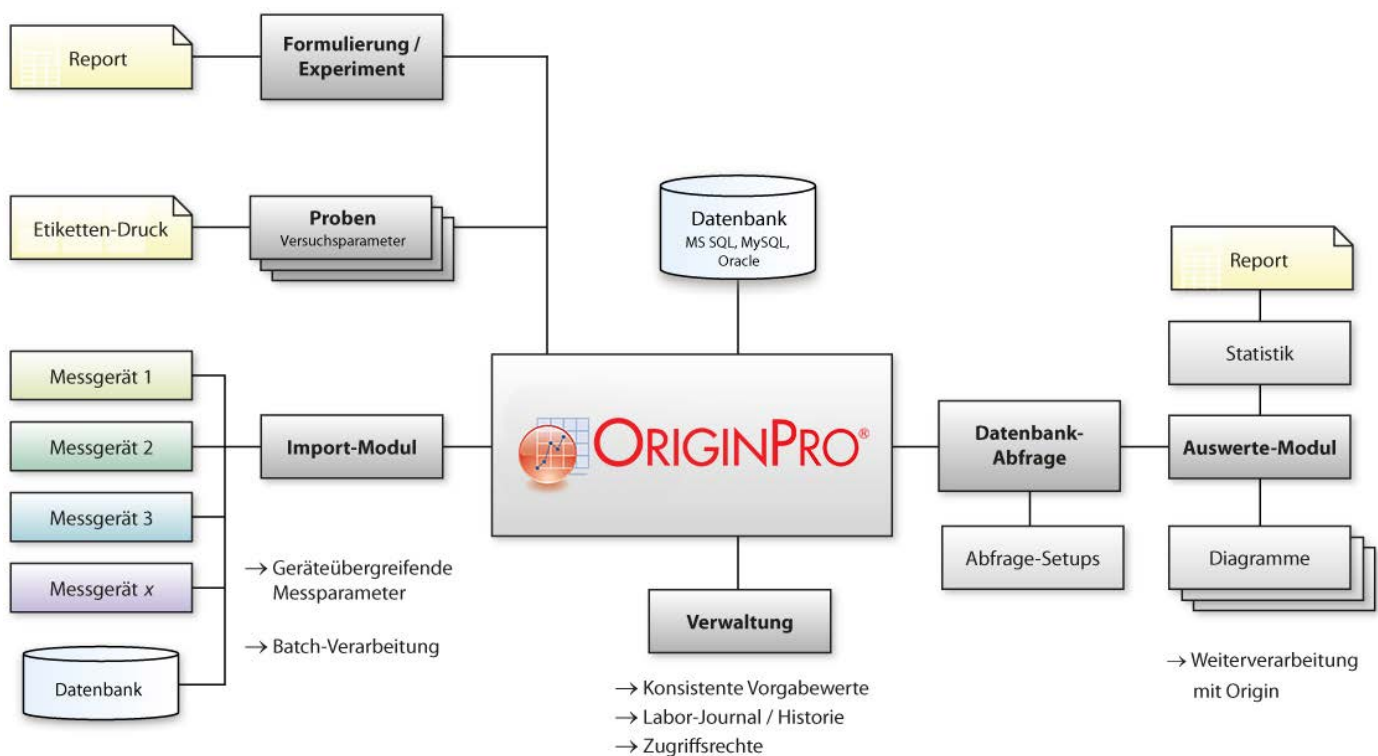 Report
Formulierung /
Experiment
Etiketten-Druck
Proben
Versuchsparameter
Datenbank
MS SQL, MySQL,
Oracle
Report
Statistik
Messgerät 1
Messgerät 2
Messgerät 3
Messgerät x
Datenbank
Import-Modul
→ Geräteübergreifende
Messparameter
→ Batch-Verarbeitung
ORIGINPRO®
Datenbank-
Abfrage
Abfrage-Setups
Auswerte-Modul
Diagramme
→ Weiterverarbeitung
mit Origin
Verwaltung
→ Konsistente Vorgabewerte
→ Labor-Journal / Historie
→ Zugriffsrechte